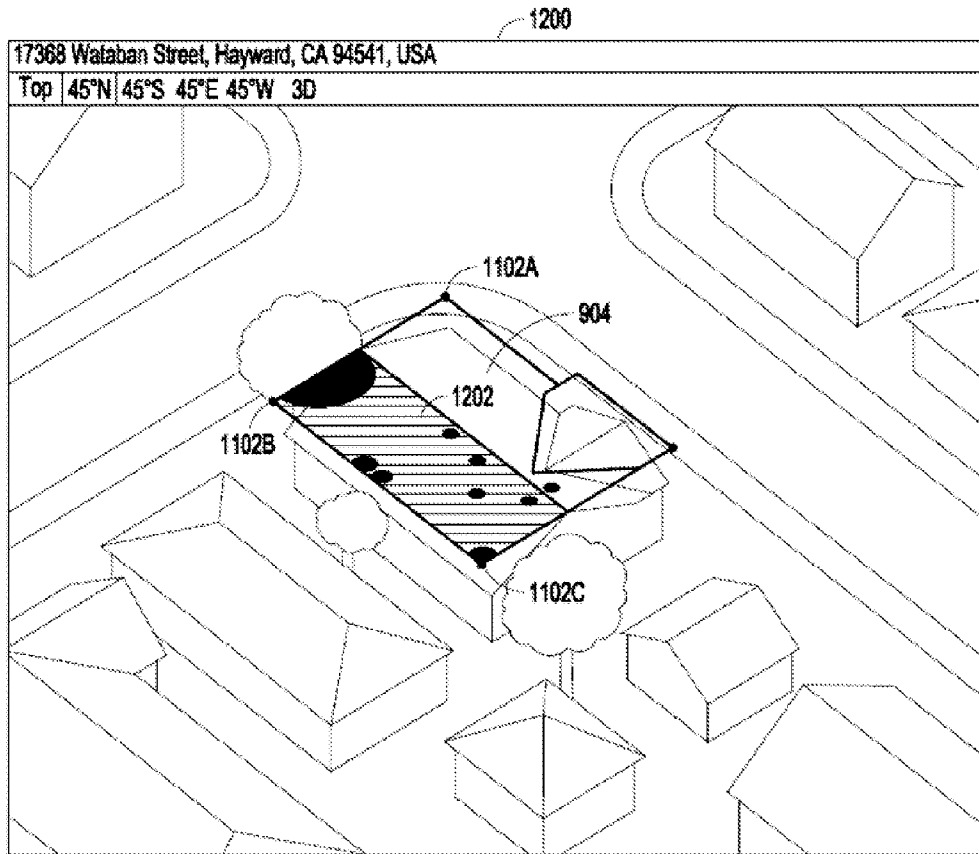 1200
17368 Wataban Street, Hayward, CA 94541, USA
Top 45°N 45°S 45°E 45°W 3D
1102A
904
1202
1102B
1102C